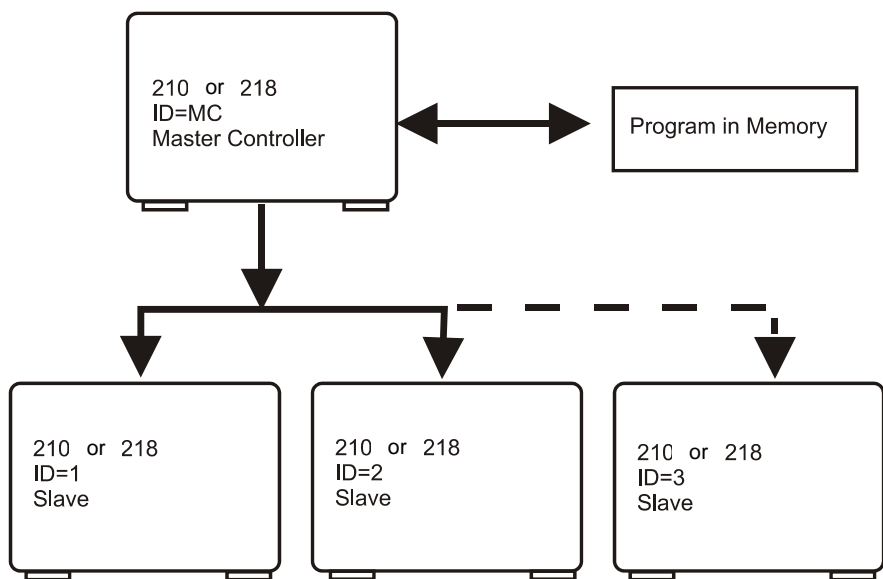 210 or 218
ID=MC
Master Controller
Program in Memory
210 or 218
ID=1
Slave
210 or 218
ID=2
Slave
210 or 218
ID=3
Slave